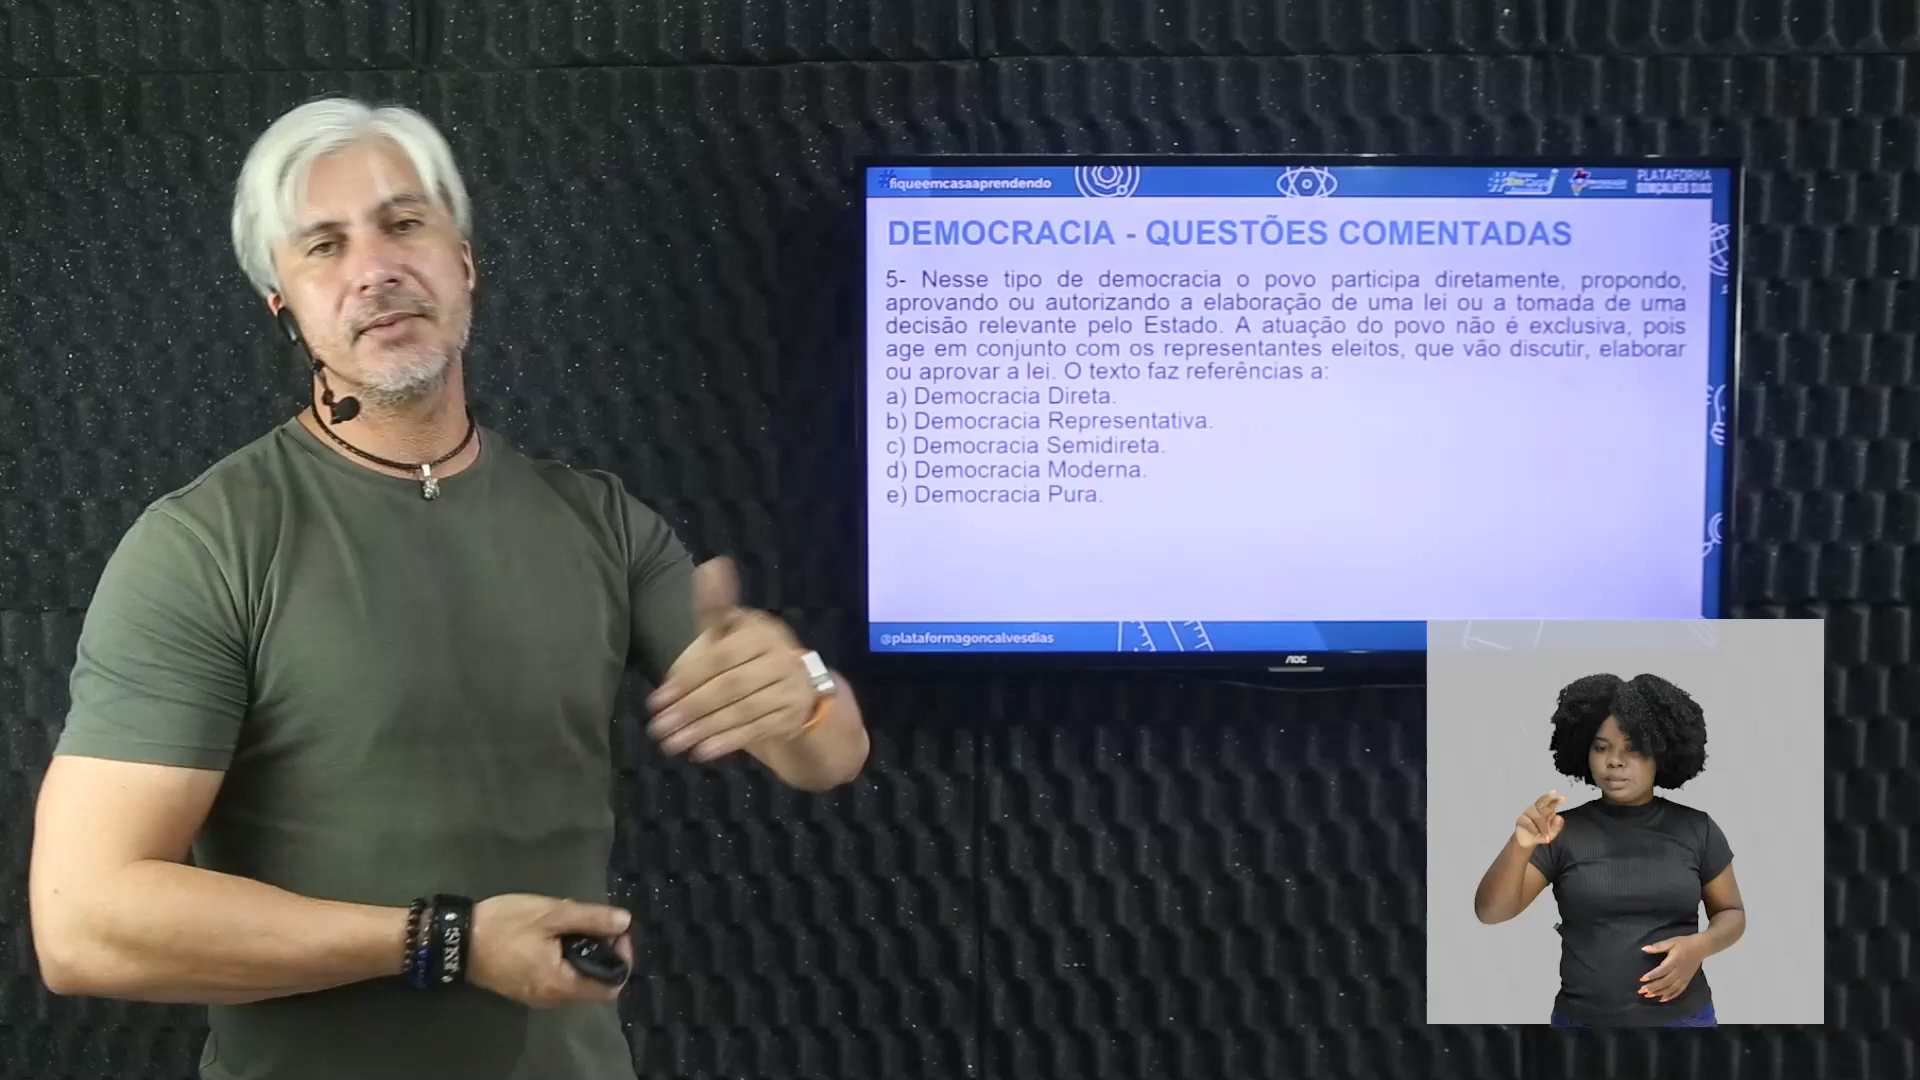 #fiqueemcasaaprendendo
PLATAFORMA
GONÇALVES DIAS
DEMOCRACIA - QUESTÕES COMENTADAS
5- Nesse tipo de democracia o povo participa diretamente, propondo,
aprovando ou autorizando a elaboração de uma lei ou a tomada de uma
decisão relevante pelo Estado. A atuação do povo não é exclusiva, pois
age em conjunto com os representantes eleitos, que vão discutir, elaborar
ou aprovar a lei. O texto faz referências a:
a) Democracia Direta.
b) Democracia Representativa.
c) Democracia Semidireta.
d) Democracia Moderna.
e) Democracia Pura.
@plataformagoncalvesdias
AOC